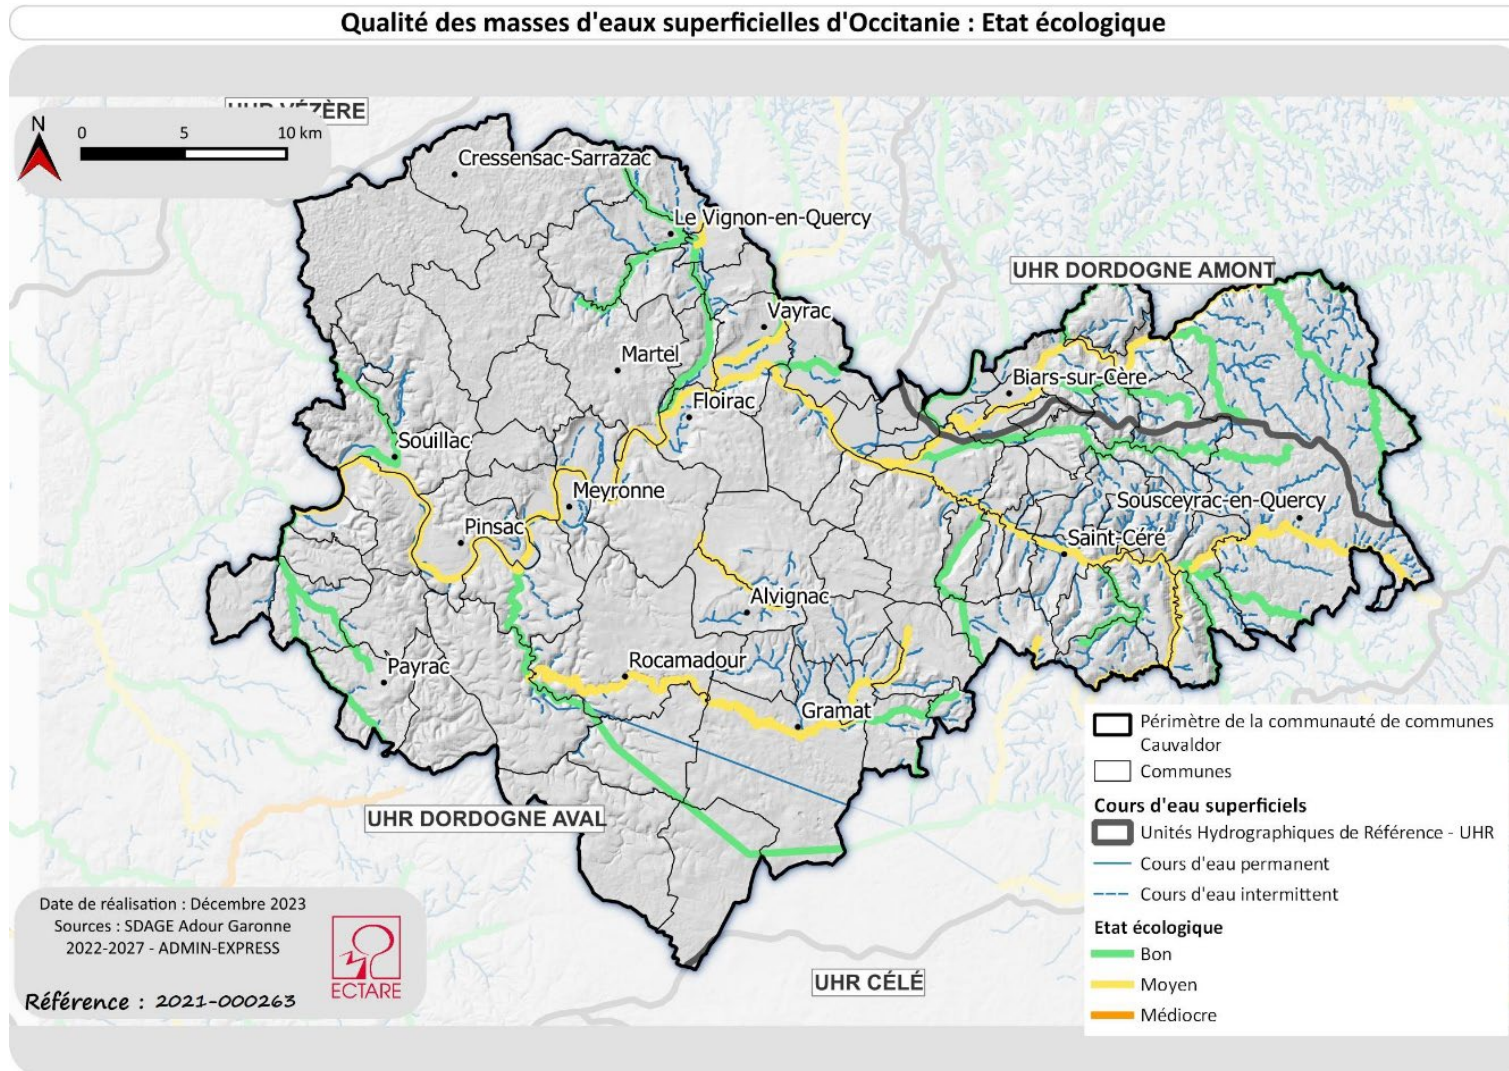 Qualité des masses d'eaux superficielles d'Occitanie : Etat écologique
UHR VÉZÈRE
N
0 5 10 km
Cressensac-Sarrazac
Le Vignon-en-Quercy
UHR DORDOGNE AMONT
Vayrac
Martel
Biars-sur-Cère
Floirac
Souillac
Meyronne
Sousceyrac-en-Quercy
Pinsac
Saint-Céré
Alvignac
Payrac
Rocamadour
Gramat
UHR DORDOGNE AVAL
UHR CÉLÉ
Périmètre de la communauté de communes
Cauvaldor
Communes
Cours d'eau superficiels
Unités Hydrographiques de Référence - UHR
Cours d'eau permanent
Cours d'eau intermittent
Etat écologique
Bon
Moyen
Médiocre
Date de réalisation : Décembre 2023
Sources : SDAGE Adour Garonne
2022-2027 - ADMIN-EXPRESS
ECTARE
Référence : 2021-000263